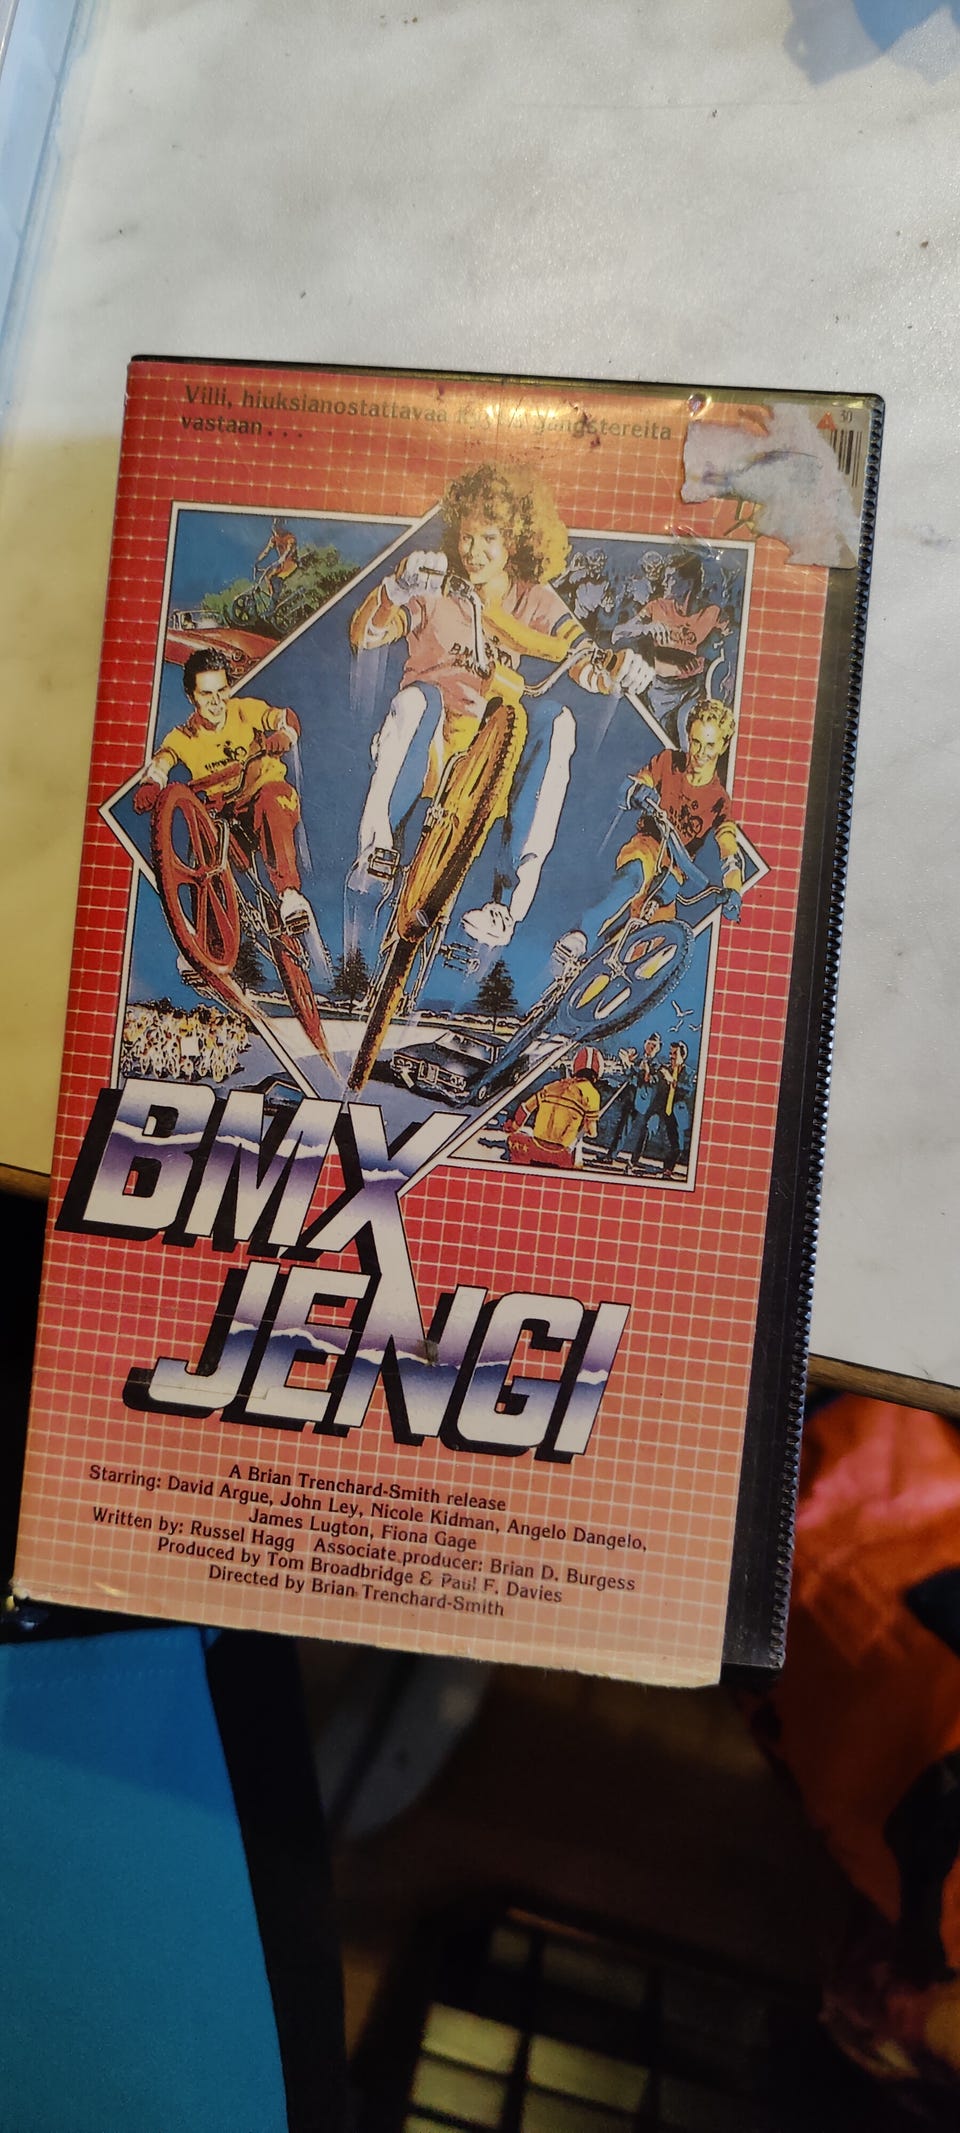 Villi, hiuksianostattavaa gangstereita
vastaan...
30
BMX
JENGI
A Brian Trenchard-Smith release
Starring: David Argue, John Ley, Nicole Kidman, Angelo Dangelo,
James Lugton, Fiona Gage
Written by: Russel Hagg Associate producer: Brian D. Burgess
Produced by Tom Broadbridge & Paul F. Davies
Directed by Brian Trenchard-Smith